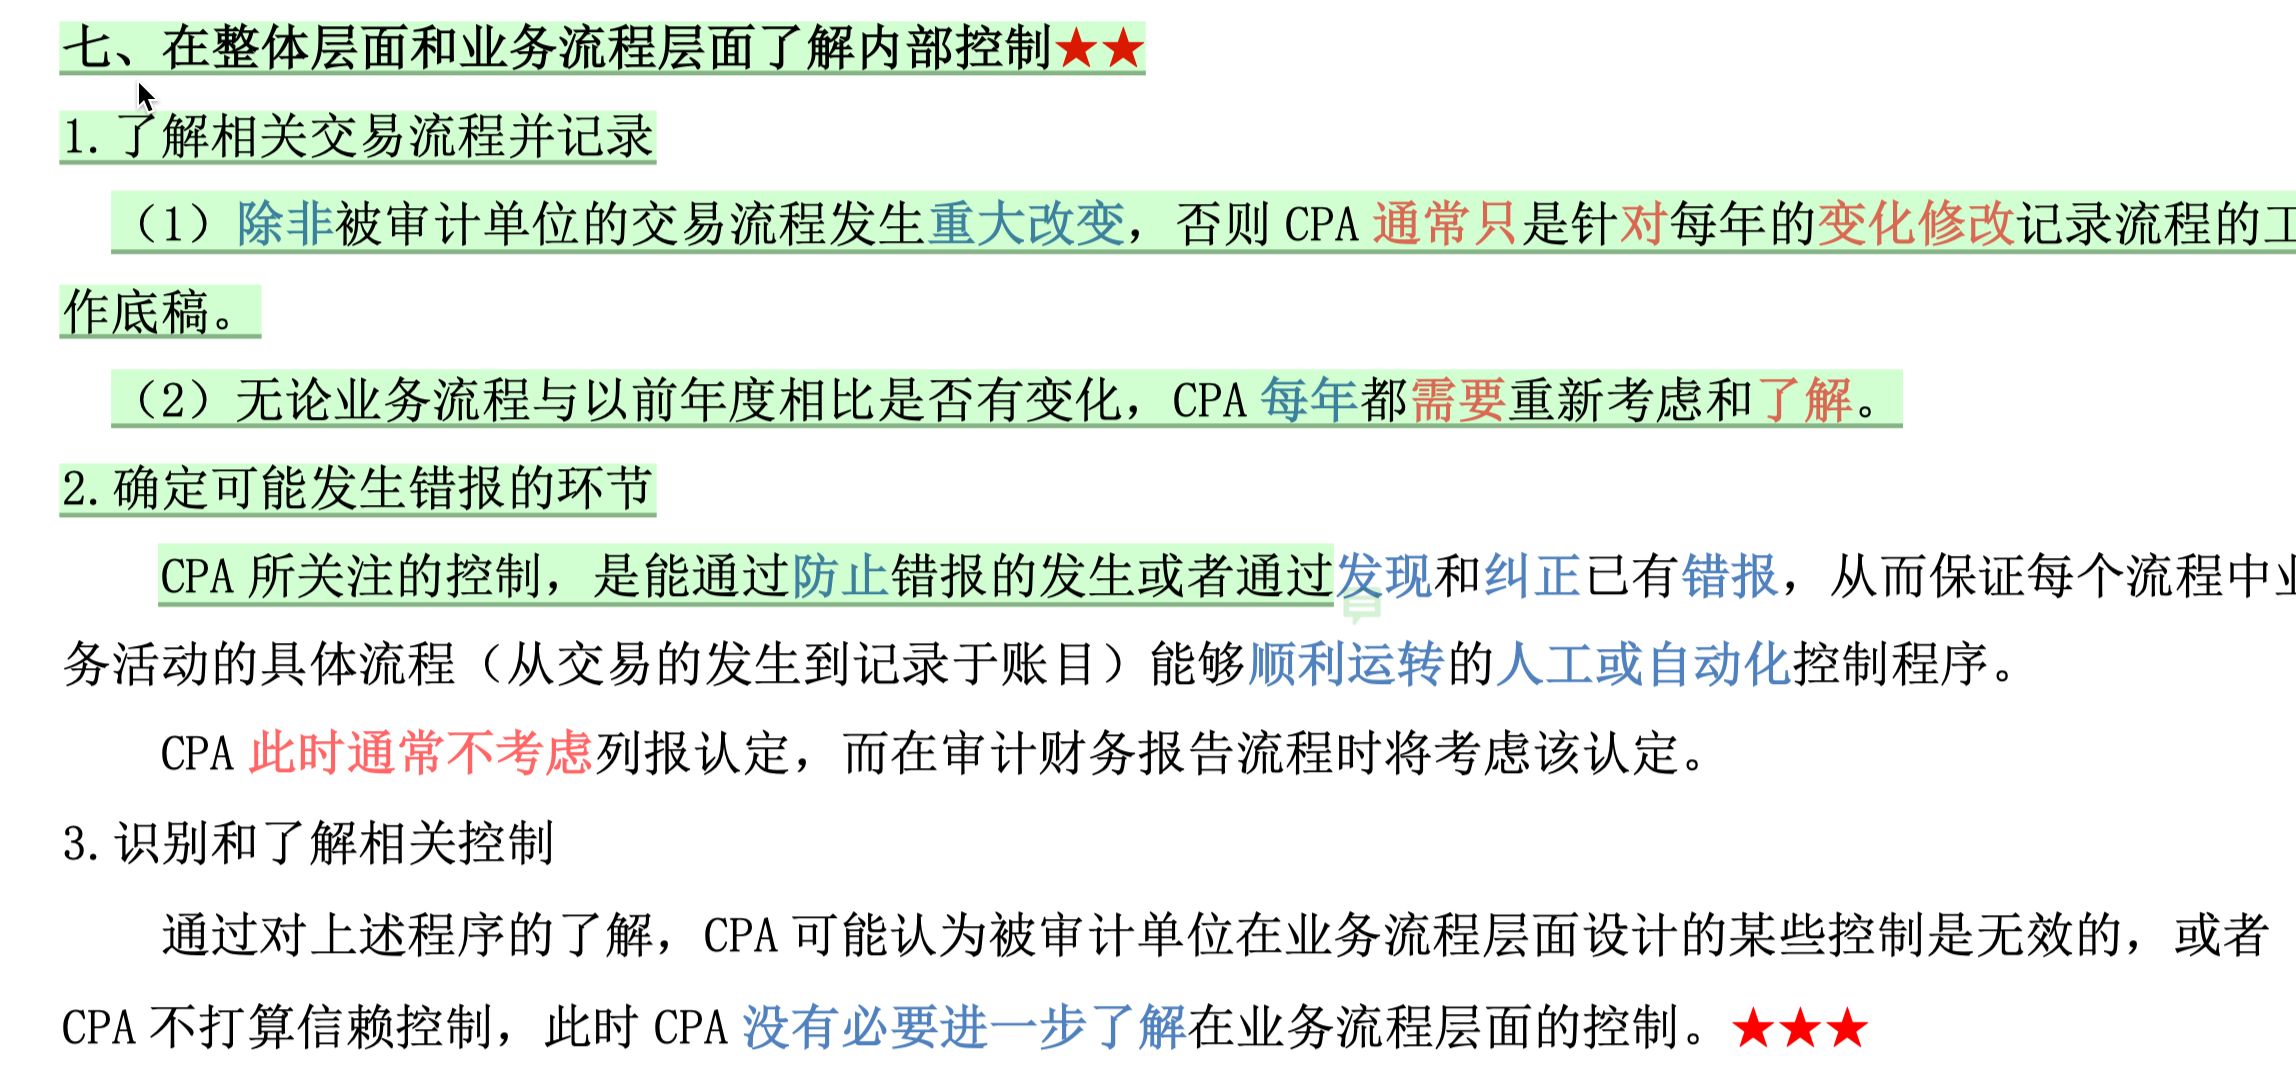 七、在整体层面和业务流程层面了解内部控制★★
1.了解相关交易流程并记录
（1）除非被审计单位的交易流程发生重大改变，否则 CPA 通常只是针对每年的变化修改记录流程的工
作底稿。
（2）无论业务流程与以前年度相比是否有变化，CPA 每年都需要重新考虑和了解。
2.确定可能发生错报的环节
CPA 所关注的控制，是能通过防止错报的发生或者通过发现和纠正已有错报，从而保证每个流程中业
务活动的具体流程（从交易的发生到记录于账目）能够顺利运转的人工或自动化控制程序。
CPA 此时通常不考虑列报认定，而在审计财务报告流程时将考虑该认定。
3.识别和了解相关控制
通过对上述程序的了解，CPA 可能认为被审计单位在业务流程层面设计的某些控制是无效的，或者
CPA 不打算信赖控制，此时 CPA 没有必要进一步了解在业务流程层面的控制。★★★